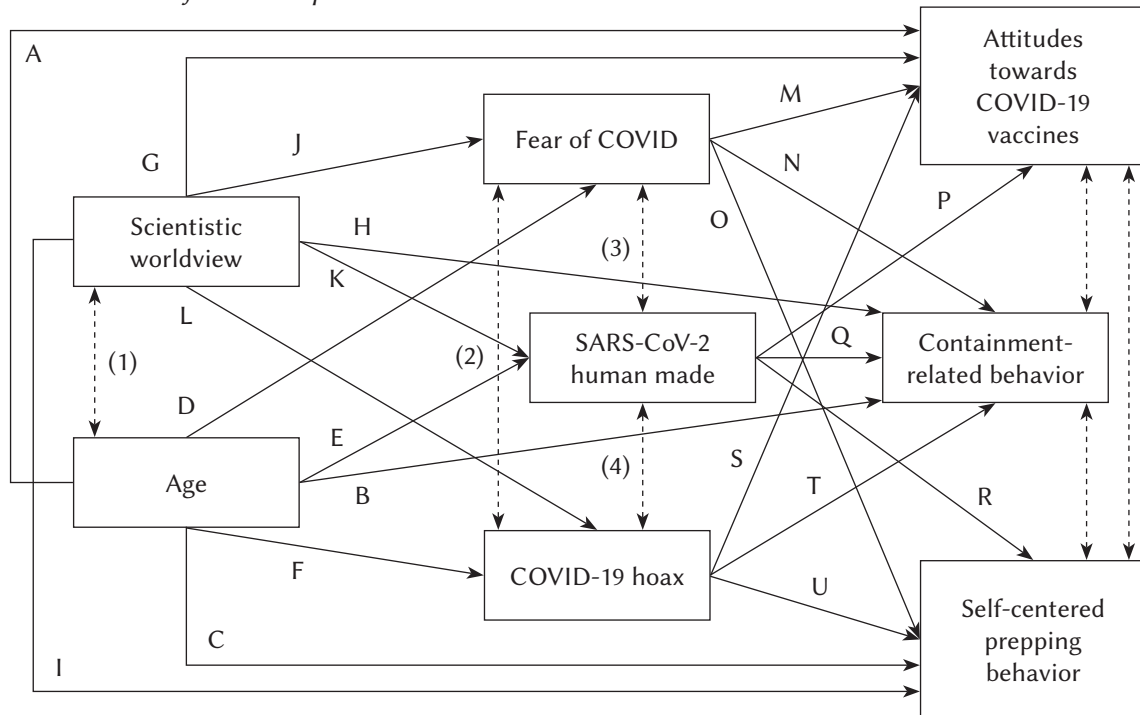 A
Attitudes
towards
COVID-19
vaccines
M
Fear of COVID
J
N
G
P
O
Scientistic
worldview
H
(3)
K
L
SARS-CoV-2
human made
Q
Containment-
related behavior
(1)
(2)
D
E
(4)
S
Age
B
T
R
F
COVID-19 hoax
U
Self-centered
prepping
behavior
C
I